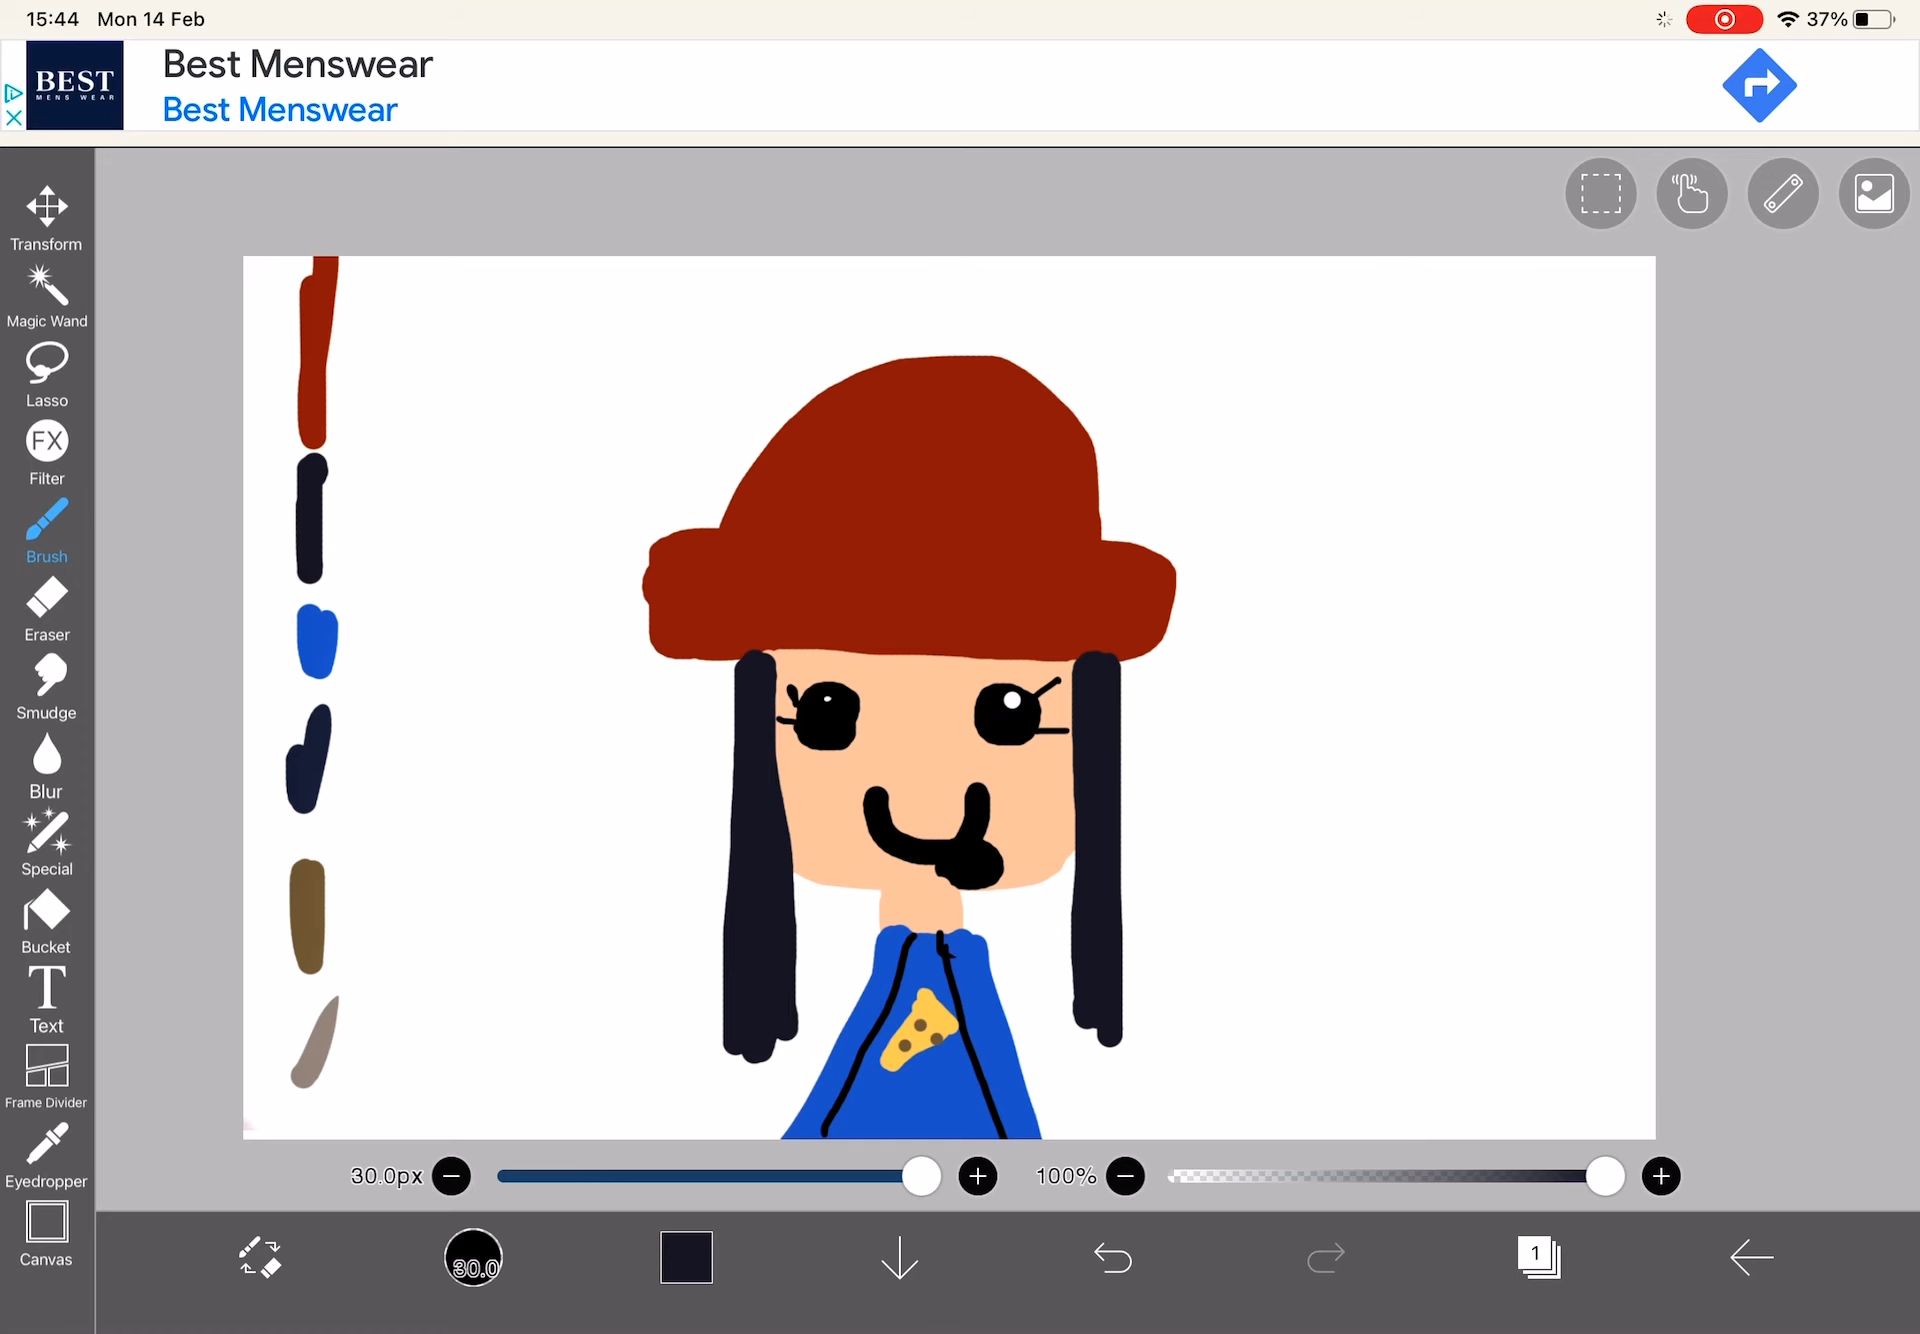 15:44 Mon 14 Feb
37%
BEST
MENS WEAR
Best Menswear
Best Menswear
Transform
Magic Wand
Lasso
FX
Filter
Brush
Eraser
Smudge
Blur
Special
Bucket
T
Text
Frame Divider
Eyedropper
Canvas
30.0px
100%
30.0
1